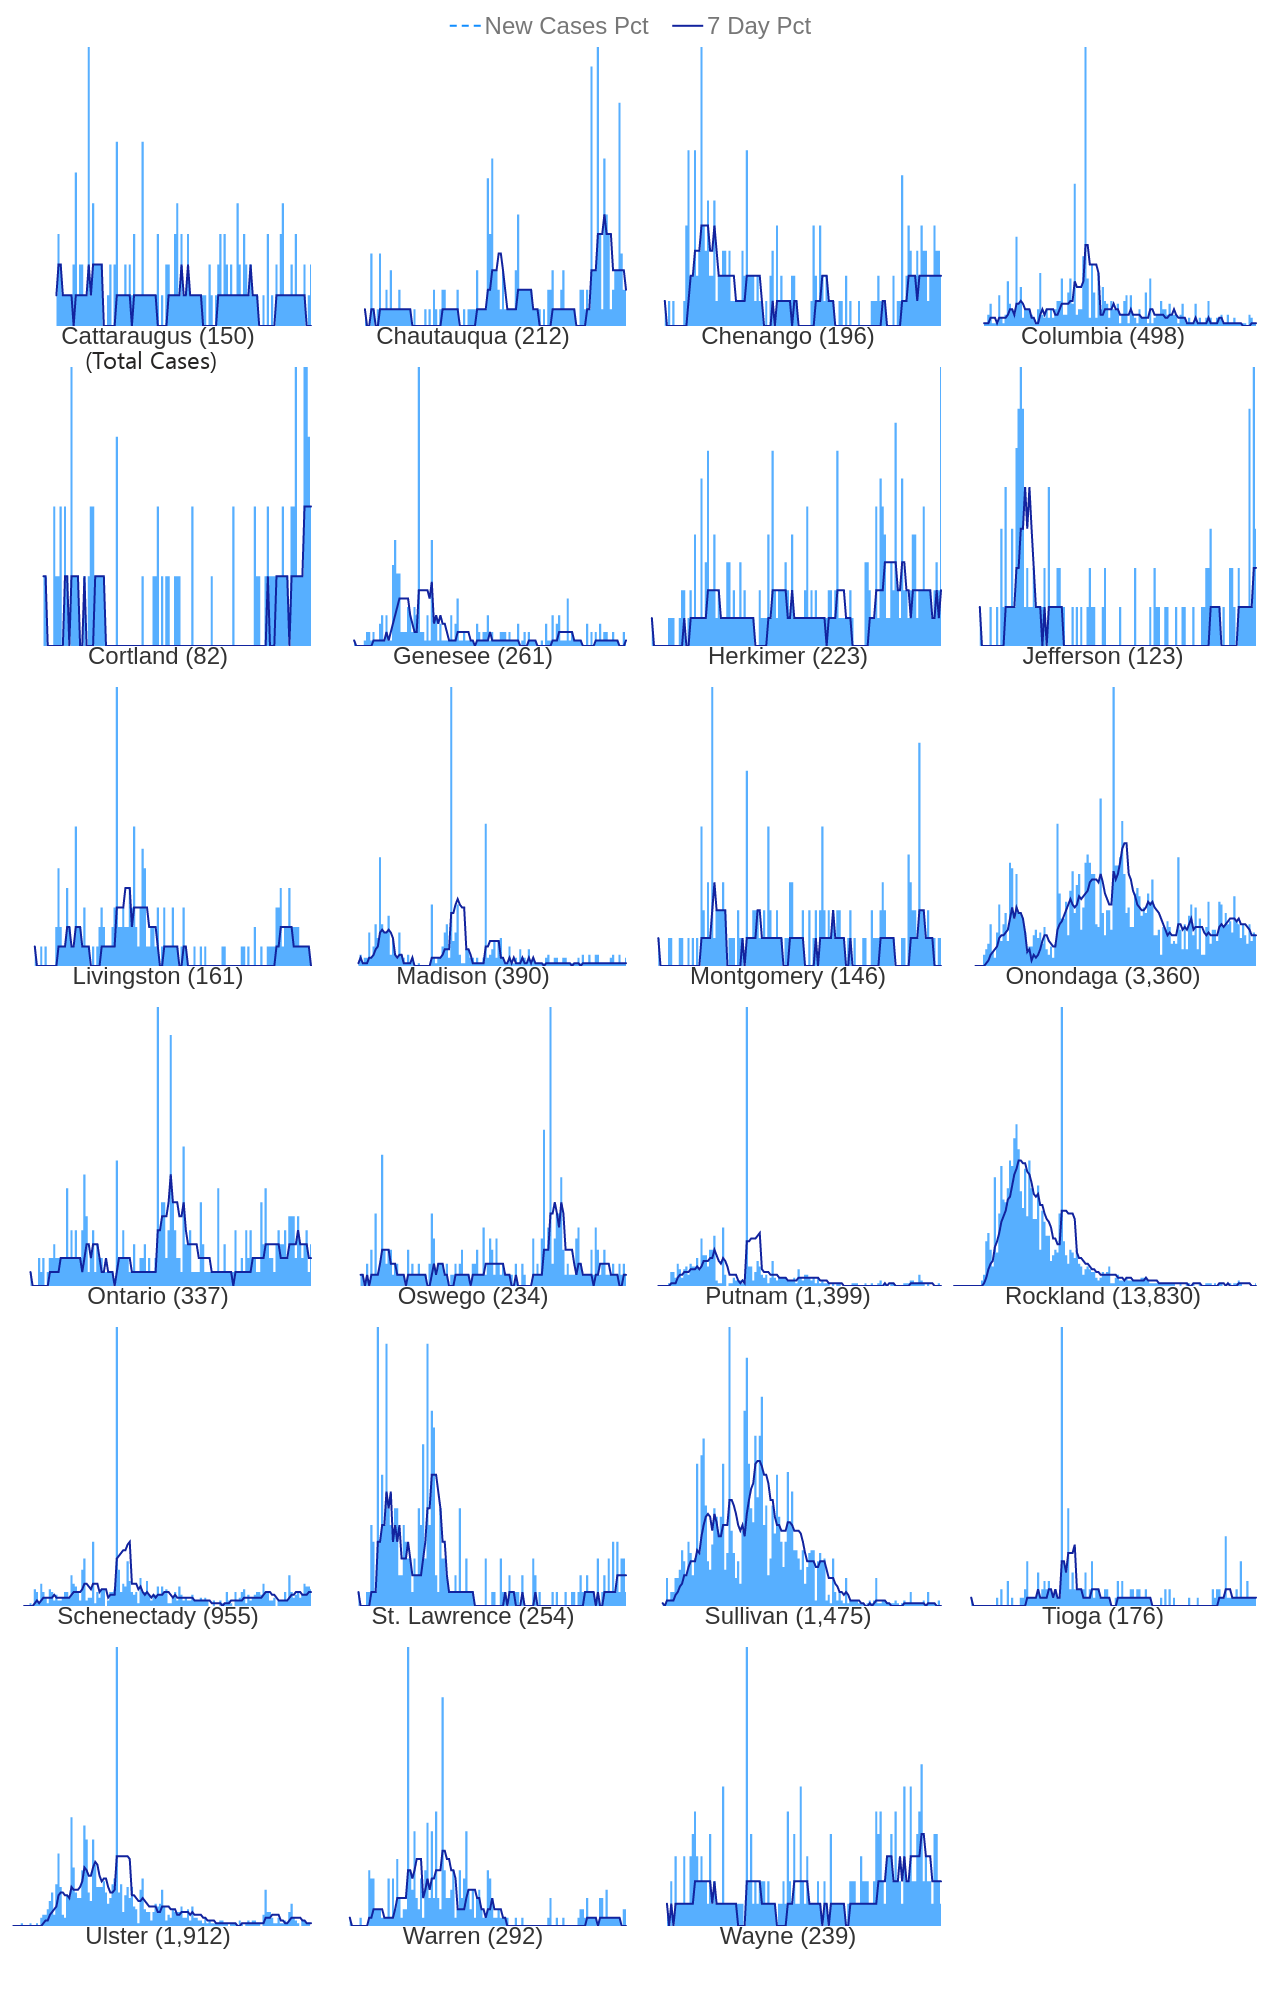 New Cases Pct 7 Day Pct
Cattaraugus (150) Chautauqua (212) Chenango (196) Columbia (498)
(Total Cases)
Cortland (82) Genesee (261) Herkimer (223) Jefferson (123)
Livingston (161) Madison (390) Montgomery (146) Onondaga (3,360)
Ontario (337) Oswego (234) Putnam (1,399) Rockland (13,830)
Schenectady (955) St. Lawrence (254) Sullivan (1,475) Tioga (176)
Ulster (1,912) Warren (292) Wayne (239)